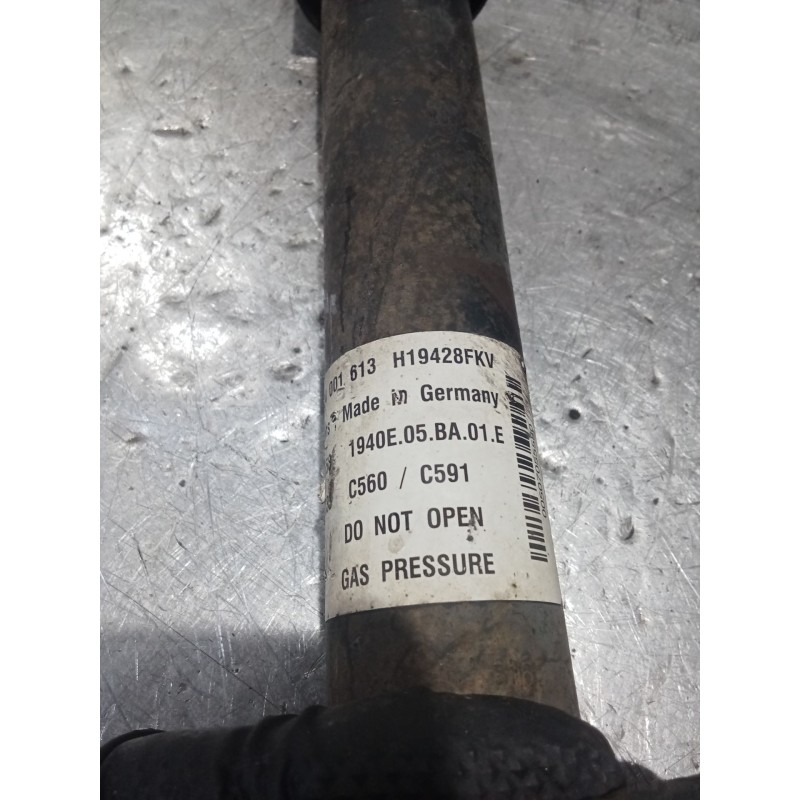 001 613 H19428FKV
Made in Germany
1940E.05.BA.01.E
C560 / C591
DO NOT OPEN
GAS PRESSURE